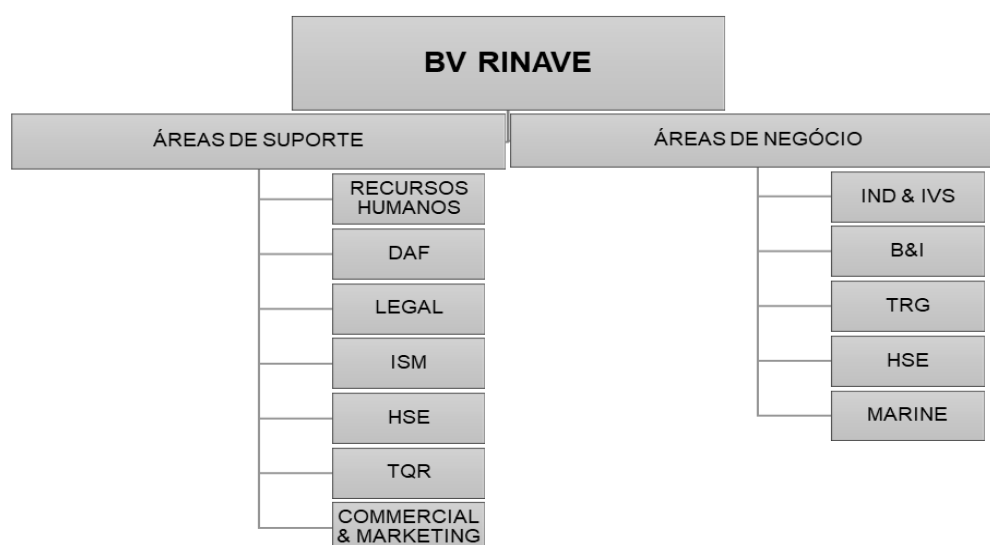 BV RINAVE
ÁREAS DE SUPORTE
RECURSOS
HUMANOS
DAF
LEGAL
ISM
HSE
TQR
COMMERCIAL
& MARKETING
ÁREAS DE NEGÓCIO
IND & IVS
B&I
TRG
HSE
MARINE